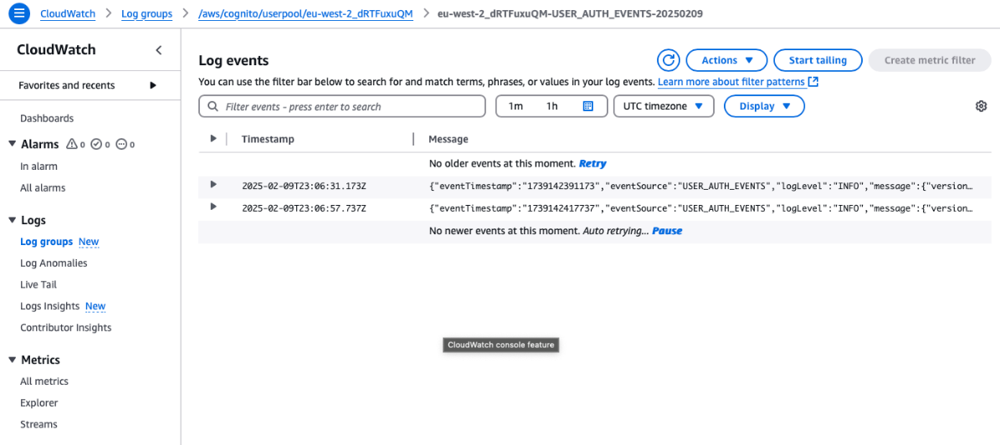 CloudWatch > Log groups > /aws/cognito/userpool/eu-west-2_dRTFuxuQM > eu-west-2_dRTFuxuQM-USER_AUTH_EVENTS-20250209
CloudWatch
Favorites and recents
Dashboards
Alarms 0 0 0
In alarm
All alarms
Logs
Log groups New
Log Anomalies
Live Tail
Logs Insights New
Contributor Insights
Metrics
All metrics
Explorer
Streams
Log events
Actions
Start tailing
Create metric filter
You can use the filter bar below to search for and match terms, phrases, or values in your log events. Learn more about filter patterns
Filter events - press enter to search
1m 1h
UTC timezone
Display
Timestamp Message
No older events at this moment. Retry
2025-02-09T23:06:31.173Z {"eventTimestamp":"1739142391173","eventSource":"USER_AUTH_EVENTS","logLevel":"INFO","message":{"version…
2025-02-09T23:06:57.737Z {"eventTimestamp":"1739142417737","eventSource":"USER_AUTH_EVENTS","logLevel":"INFO","message":{"version…
No newer events at this moment. Auto retrying... Pause
CloudWatch console feature